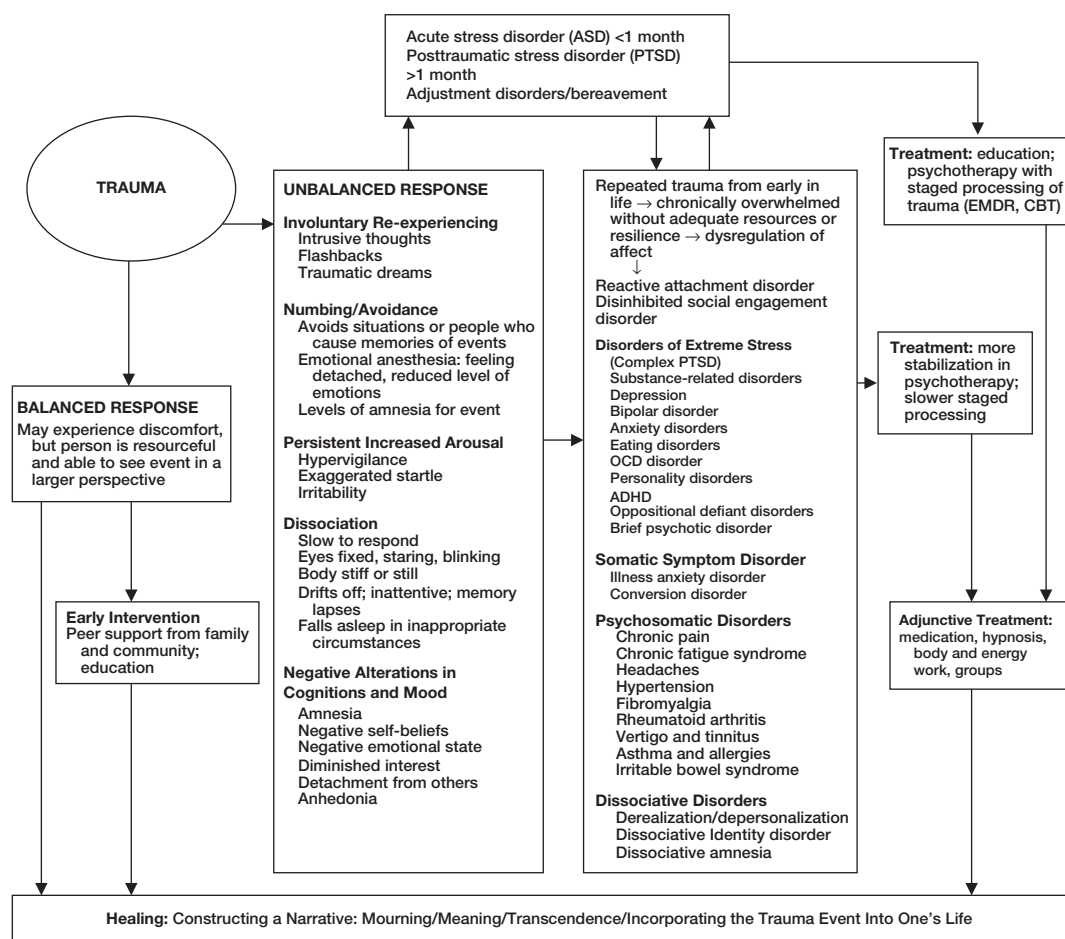 Acute stress disorder (ASD) <1 month
Posttraumatic stress disorder (PTSD)
>1 month
Adjustment disorders/bereavement
TRAUMA
UNBALANCED RESPONSE
Involuntary Re-experiencing
Intrusive thoughts
Flashbacks
Traumatic dreams
Numbing/Avoidance
Avoids situations or people who
cause memories of events
Emotional anesthesia: feeling
detached, reduced level of
emotions
Levels of amnesia for event
Persistent Increased Arousal
Hypervigilance
Exaggerated startle
Irritability
Dissociation
Slow to respond
Eyes fixed, staring, blinking
Body stiff or still
Drifts off; inattentive; memory
lapses
Falls asleep in inappropriate
circumstances
Negative Alterations in
Cognitions and Mood
Amnesia
Negative self-beliefs
Negative emotional state
Diminished interest
Detachment from others
Anhedonia
Repeated trauma from early in
life → chronically overwhelmed
without adequate resources or
resilience → dysregulation of
affect
↓
Reactive attachment disorder
Disinhibited social engagement
disorder
Disorders of Extreme Stress
(Complex PTSD)
Substance-related disorders
Depression
Bipolar disorder
Anxiety disorders
Eating disorders
OCD disorder
Personality disorders
ADHD
Oppositional defiant disorders
Brief psychotic disorder
Somatic Symptom Disorder
Illness anxiety disorder
Conversion disorder
Psychosomatic Disorders
Chronic pain
Chronic fatigue syndrome
Headaches
Hypertension
Fibromyalgia
Rheumatoid arthritis
Vertigo and tinnitus
Asthma and allergies
Irritable bowel syndrome
Dissociative Disorders
Derealization/depersonalization
Dissociative Identity disorder
Dissociative amnesia
Treatment: education;
psychotherapy with
staged processing of
trauma (EMDR, CBT)
Treatment: more
stabilization in
psychotherapy;
slower staged
processing
Adjunctive Treatment:
medication, hypnosis,
body and energy
work, groups
BALANCED RESPONSE
May experience discomfort,
but person is resourceful
and able to see event in a
larger perspective
Early Intervention
Peer support from family
and community;
education
Healing: Constructing a Narrative: Mourning/Meaning/Transcendence/Incorporating the Trauma Event Into One's Life